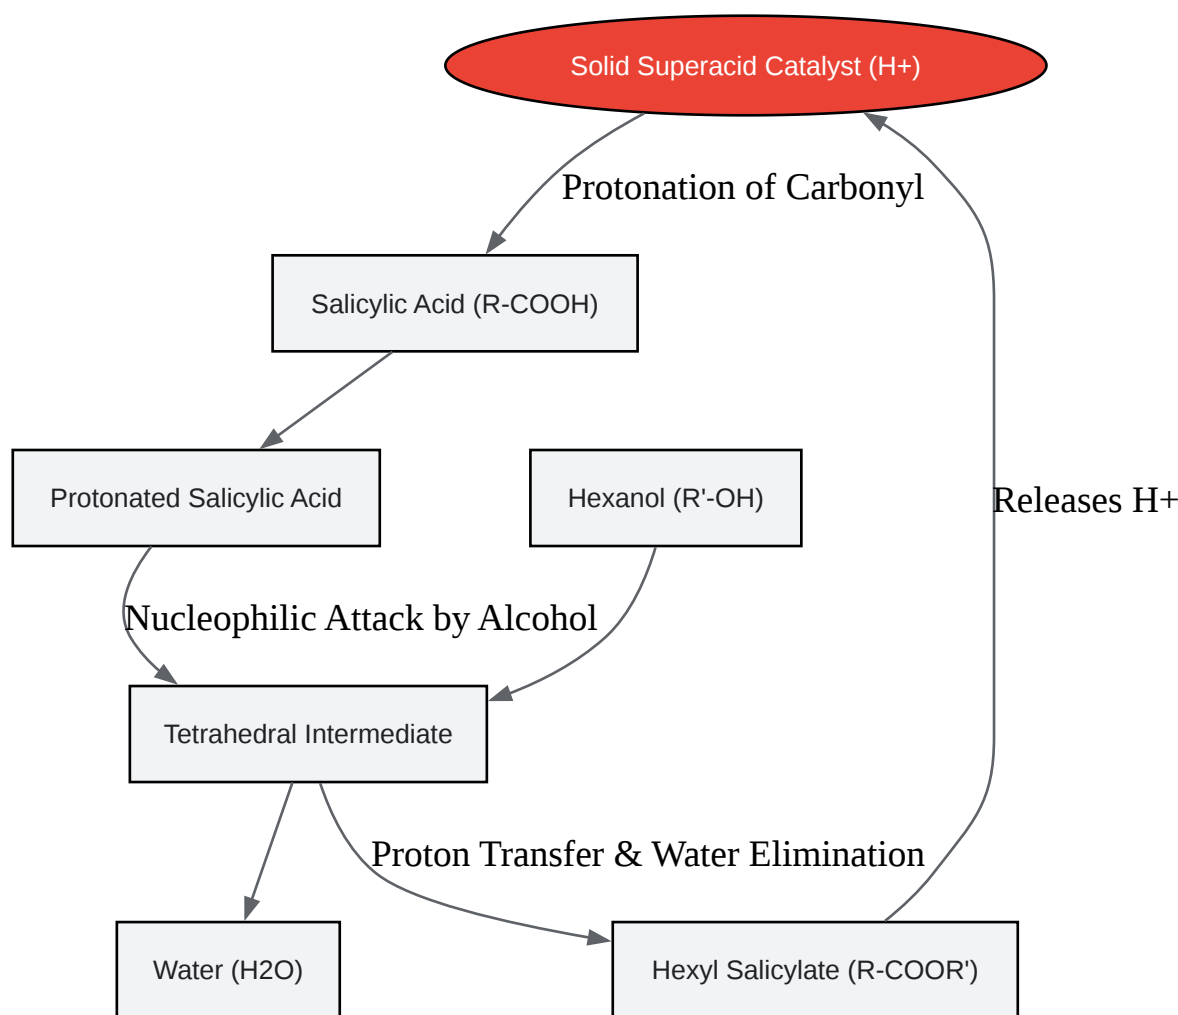 Solid Superacid Catalyst (H+)
Protonation of Carbonyl
Salicylic Acid (R-COOH)
Protonated Salicylic Acid
Hexanol (R'-OH)
Releases H+
Nucleophilic Attack by Alcohol
Tetrahedral Intermediate
Proton Transfer & Water Elimination
Water (H2O)
Hexyl Salicylate (R-COOR')